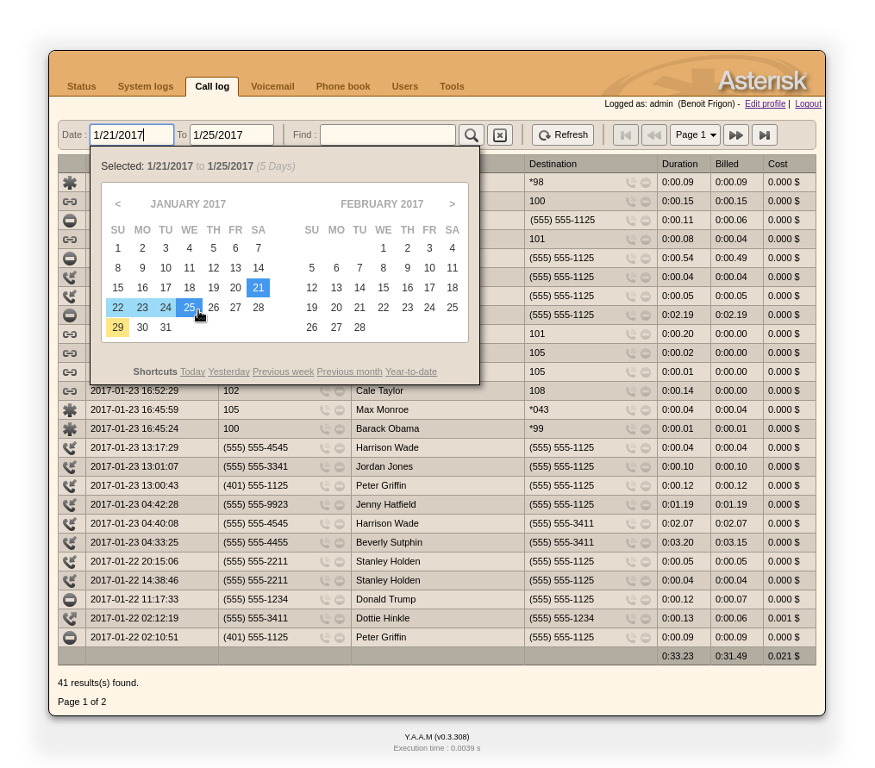 Asterisk
Status System logs Call log Voicemail Phone book Users Tools
Logged as: admin (Benoit Frigon) - Edit profile | Logout
Date : 1/21/2017 To 1/25/2017 Find : Refresh Page 1
Selected: 1/21/2017 to 1/25/2017 (5 Days)
Destination Duration Billed Cost
< JANUARY 2017 FEBRUARY 2017 >
SU MO TU WE TH FR SA SU MO TU WE TH FR SA
1 2 3 4 5 6 7 1 2 3 4
8 9 10 11 12 13 14 5 6 7 8 9 10 11
15 16 17 18 19 20 21 12 13 14 15 16 17 18
22 23 24 25 26 27 28 19 20 21 22 23 24 25
29 30 31 26 27 28
Shortcuts Today Yesterday Previous week Previous month Year-to-date
*98 0:00.09 0:00.09 0.000 $
100 0:00.15 0:00.15 0.000 $
(555) 555-1125 0:00.11 0:00.06 0.000 $
101 0:00.08 0:00.04 0.000 $
(555) 555-1125 0:00.54 0:00.49 0.000 $
(555) 555-1125 0:00.04 0:00.04 0.000 $
(555) 555-1125 0:00.05 0:00.05 0.000 $
(555) 555-1125 0:02.19 0:02.19 0.000 $
101 0:00.20 0:00.00 0.000 $
105 0:00.02 0:00.00 0.000 $
105 0:00.01 0:00.00 0.000 $
2017-01-23 16:52:29 102 Cale Taylor 108 0:00.14 0:00.00 0.000 $
2017-01-23 16:45:59 105 Max Monroe *043 0:00.04 0:00.04 0.000 $
2017-01-23 16:45:24 100 Barack Obama *99 0:00.01 0:00.01 0.000 $
2017-01-23 13:17:29 (555) 555-4545 Harrison Wade (555) 555-1125 0:00.04 0:00.04 0.000 $
2017-01-23 13:01:07 (555) 555-3341 Jordan Jones (555) 555-1125 0:00.10 0:00.10 0.000 $
2017-01-23 13:00:43 (401) 555-1125 Peter Griffin (555) 555-1125 0:00.12 0:00.12 0.000 $
2017-01-23 04:42:28 (555) 555-9923 Jenny Hatfield (555) 555-1125 0:01.19 0:01.19 0.000 $
2017-01-23 04:40:08 (555) 555-4545 Harrison Wade (555) 555-3411 0:02.07 0:02.07 0.000 $
2017-01-23 04:33:25 (555) 555-4455 Beverly Sutphin (555) 555-3411 0:03.20 0:03.15 0.000 $
2017-01-22 20:15:06 (555) 555-2211 Stanley Holden (555) 555-1125 0:00.05 0:00.05 0.000 $
2017-01-22 14:38:46 (555) 555-2211 Stanley Holden (555) 555-1125 0:00.04 0:00.04 0.000 $
2017-01-22 11:17:33 (555) 555-1234 Donald Trump (555) 555-1125 0:00.12 0:00.07 0.000 $
2017-01-22 02:12:19 (555) 555-3411 Dottie Hinkle (555) 555-1234 0:00.13 0:00.06 0.001 $
2017-01-22 02:10:51 (401) 555-1125 Peter Griffin (555) 555-1125 0:00.09 0:00.09 0.000 $
0:33.23 0:31.49 0.021 $
41 results(s) found.
Page 1 of 2
Y.A.A.M (v0.3.308)
Execution time : 0.0039 s